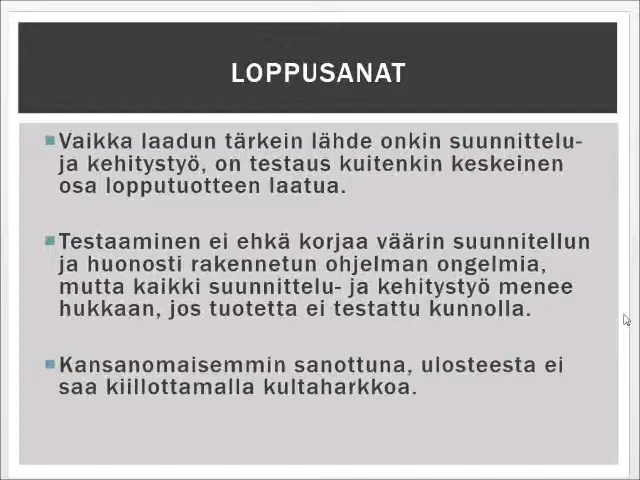 LOPPUSANAT
Vaikka laadun tärkein lähde onkin suunnittelu-
ja kehitystyö, on testaus kuitenkin keskeinen
osa lopputuotteen laatua.
Testaaminen ei ehkä korjaa väärin suunnitellun
ja huonosti rakennetun ohjelman ongelmia,
mutta kaikki suunnittelu- ja kehitystyö menee
hukkaan, jos tuotetta ei testattu kunnolla.
Kansanomaisemmin sanottuna, ulosteesta ei
saa kiillottamalla kultaharkkoa.